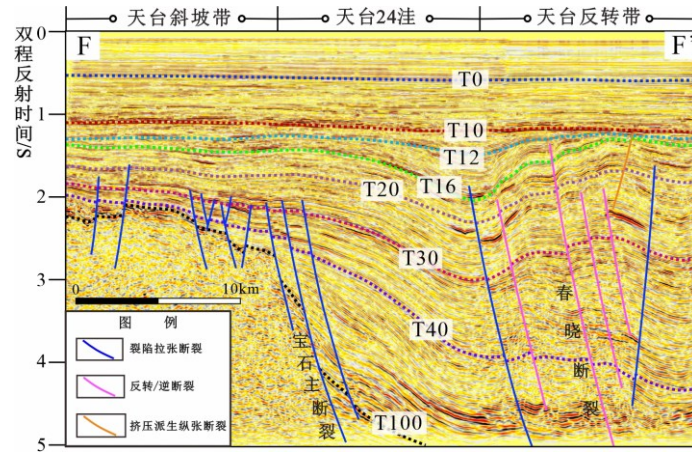 天台斜坡带 天台24洼 天台反转带
双程反射时间/S
0
1
2
3
4
5
F
F'
T0
T10
T12
T16
T20
T30
T40
T100
0 10km
图 例
裂陷拉张断裂
反转/逆断裂
挤压派生纵张断裂
宝石主断裂
春晓断裂